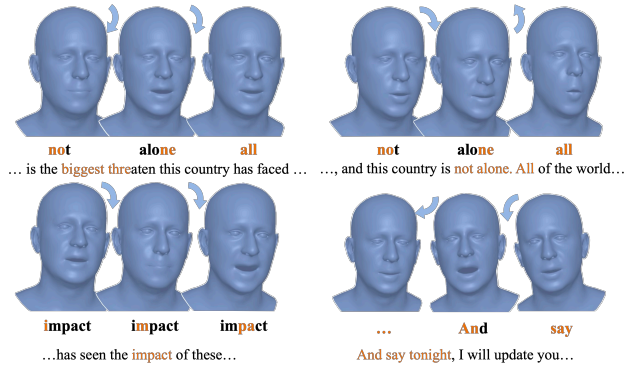 not alone all
not alone all
… is the biggest threaten this country has faced …
…, and this country is not alone. All of the world…
impact impact impact
… And say
…has seen the impact of these…
And say tonight, I will update you…